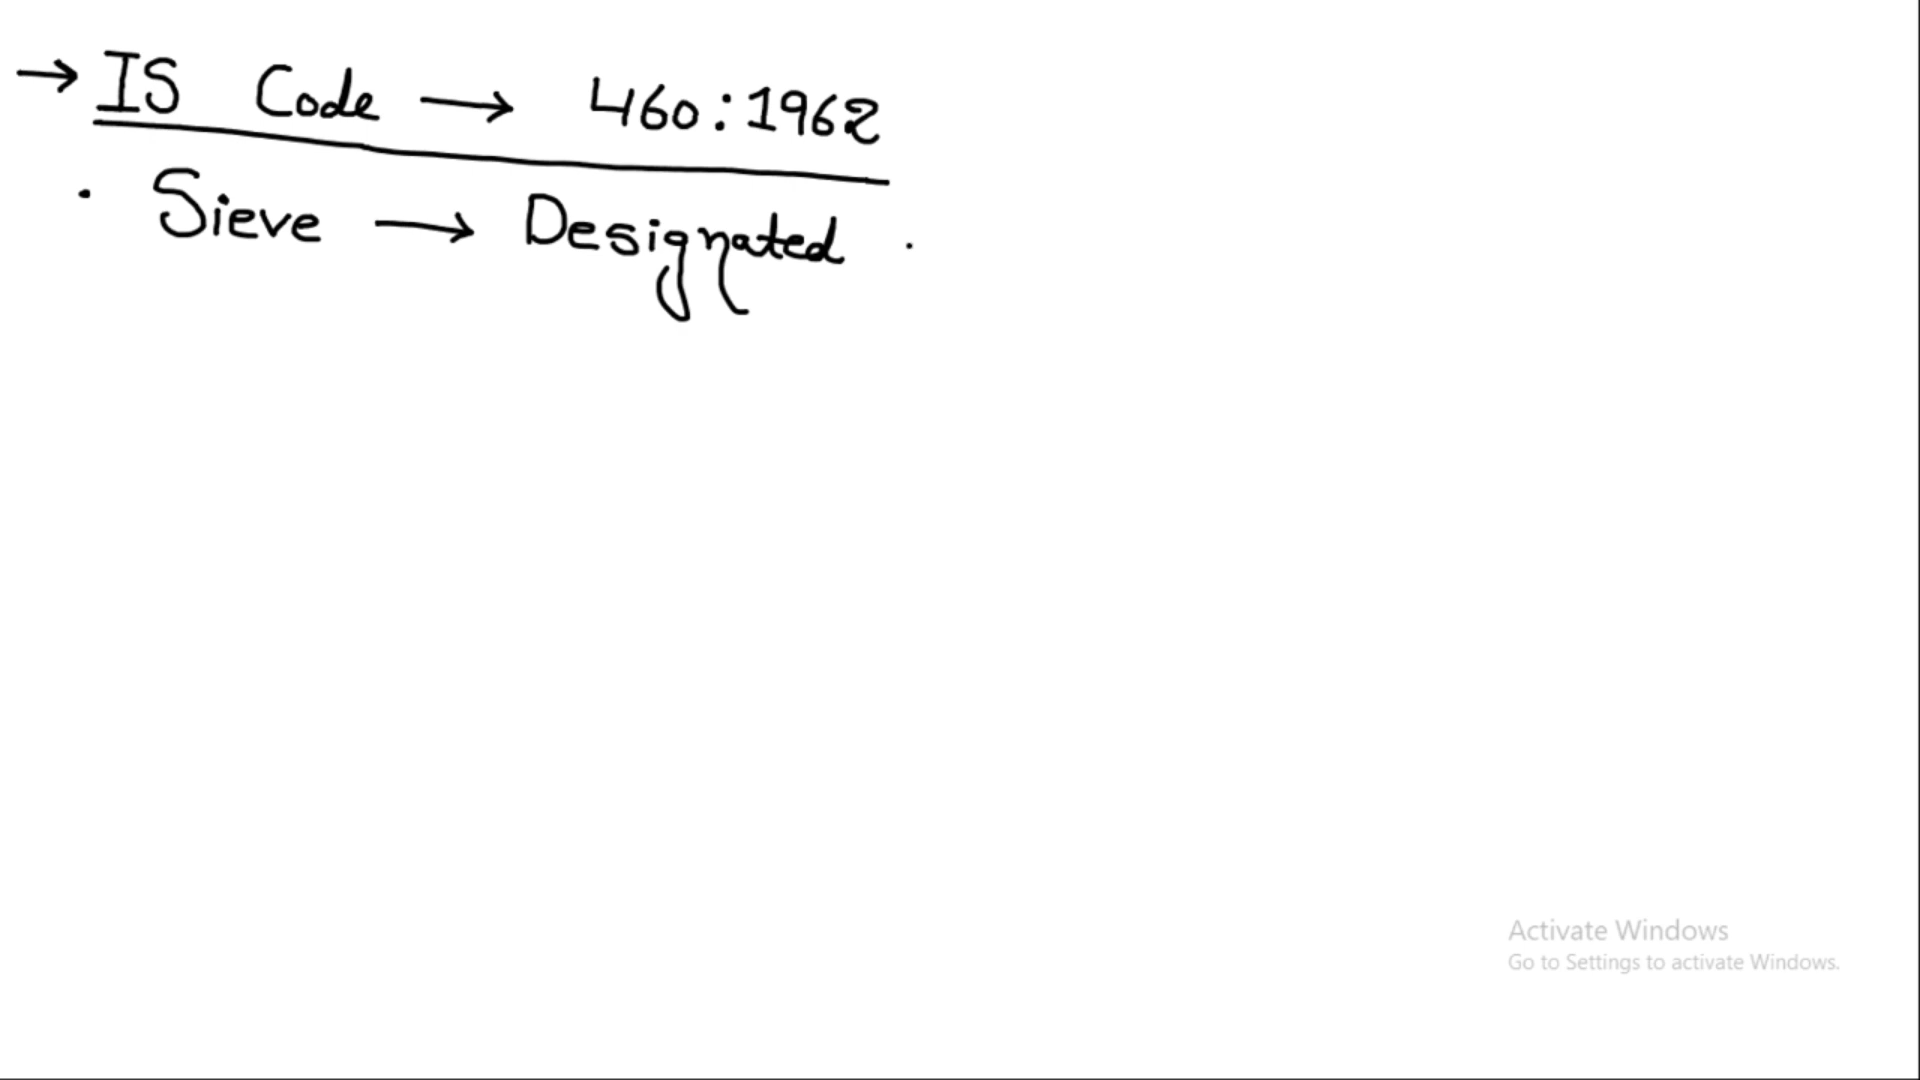 → IS Code → 460:1962
· Sieve → Designated .
Activate Windows
Go to Settings to activate Windows.